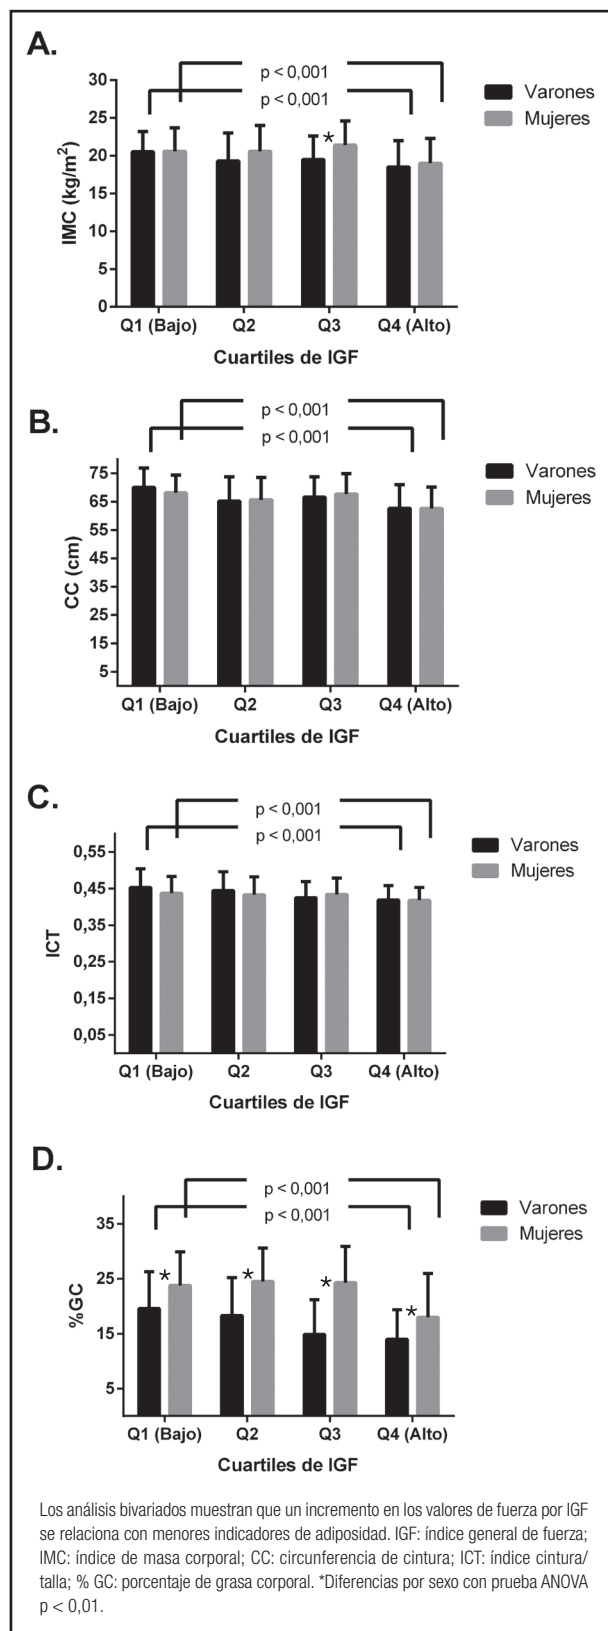 A.
p < 0,001
p < 0,001
Varones
Mujeres
30
25
20
15
10
5
0
IMC (kg/m²)
*
Q1 (Bajo) Q2 Q3 Q4 (Alto)
Cuartiles de IGF
B.
p < 0,001
p < 0,001
Varones
Mujeres
75
65
55
45
35
25
15
5
CC (cm)
Q1 (Bajo) Q2 Q3 Q4 (Alto)
Cuartiles de IGF
C.
p < 0,001
p < 0,001
Varones
Mujeres
0,55
0,45
0,35
0,25
0,15
0,05
ICT
Q1 (Bajo) Q2 Q3 Q4 (Alto)
Cuartiles de IGF
D.
p < 0,001
p < 0,001
Varones
Mujeres
35
25
15
5
%GC
* * * *
Q1 (Bajo) Q2 Q3 Q4 (Alto)
Cuartiles de IGF
Los análisis bivariados muestran que un incremento en los valores de fuerza por IGF
se relaciona con menores indicadores de adiposidad. IGF: índice general de fuerza;
IMC: índice de masa corporal; CC: circunferencia de cintura; ICT: índice cintura/
talla; % GC: porcentaje de grasa corporal. *Diferencias por sexo con prueba ANOVA
p < 0,01.